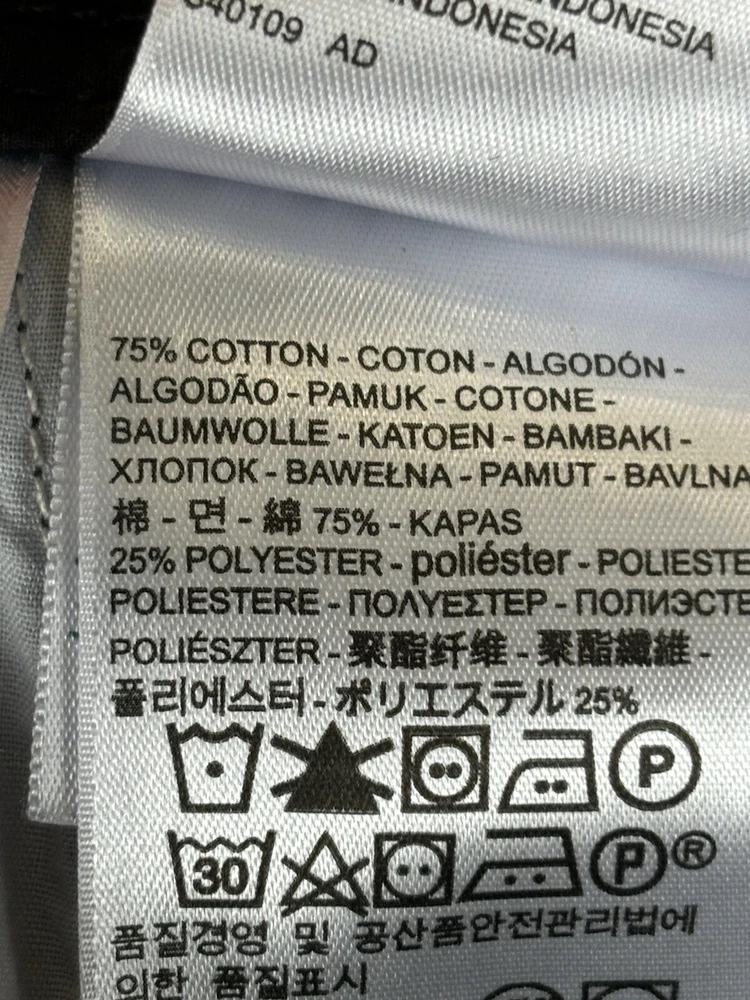 INDONESIA
INDONESIA
40109 AD
75% COTTON - COTON - ALGODÓN -
ALGODÃO - PAMUK - COTONE -
BAUMWOLLE - KATOEN - BAMBAKI -
ХЛОПОК - BAWEŁNA - PAMUT - BAVLNA
棉 - 면 - 綿 75% - KAPAS
25% POLYESTER - poliéster - POLIESTE
POLIESTERE - ΠΟΛΥΕΣΤΕΡ - ПОЛИЭСТЕ
POLIÉSZTER - 聚酯纤维 - 聚酯纖維 -
폴리에스터 - ポリエステル 25%
P
30 P ®
품질경영 및 공산품안전관리법에
의한 품질표시